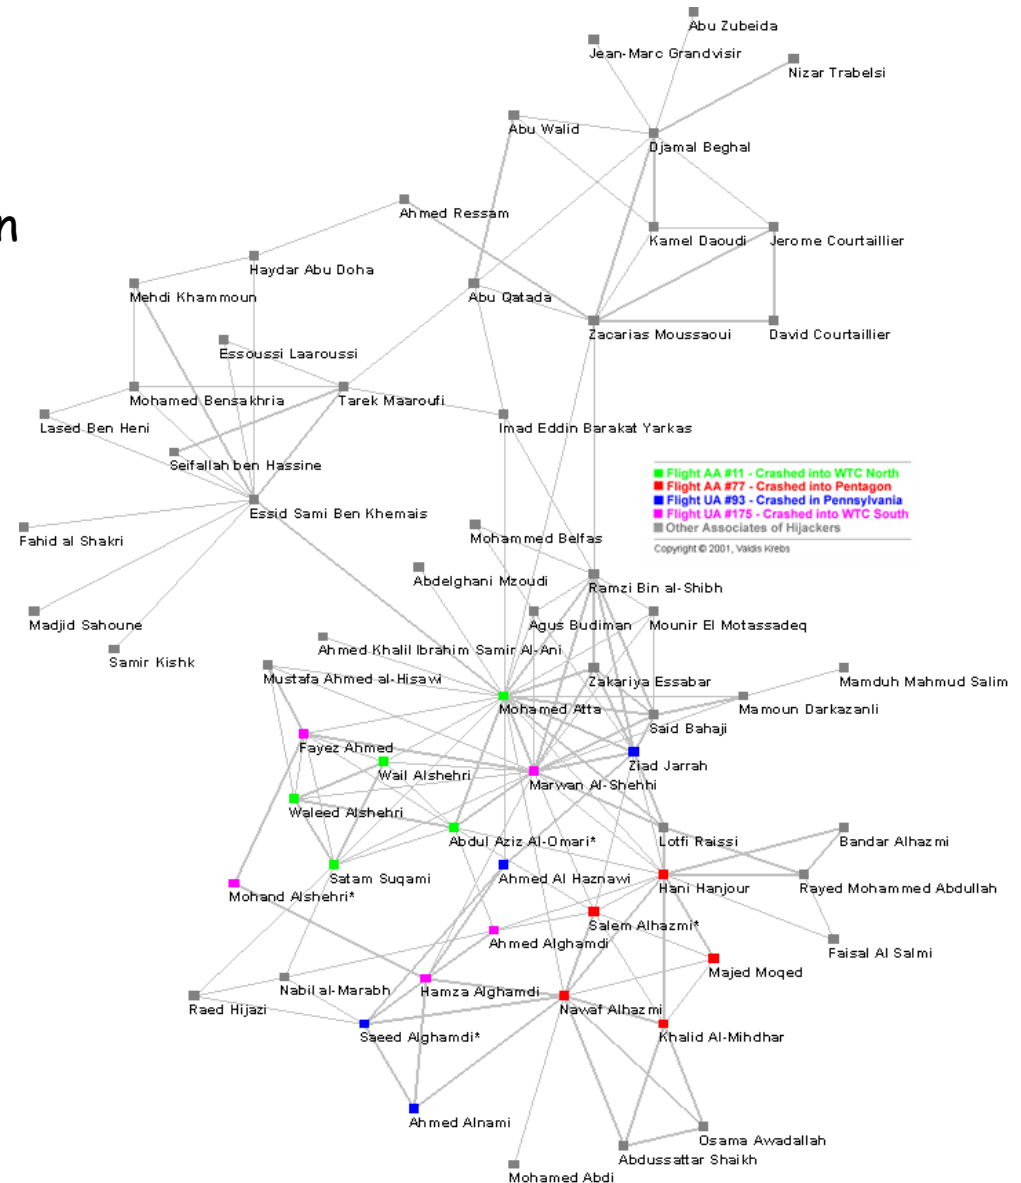 Abu Zubeida
Jean-Marc Grandvisir
Nizar Trabelsi
Abu Walid
Djamal Beghal
n
Ahmed Ressam
Kamel Daoudi
Jerome Courtaillier
Haydar Abu Doha
Mehdi Khammoun
Abu Qatada
Zacarias Moussaoui
David Courtaillier
Essoussi Laaroussi
Mohamed Bensakhria
Tarek Maaroufi
Lased Ben Heni
Imad Eddin Barakat Yarkas
Seifallah ben Hassine
Flight AA #11 - Crashed into WTC North
Flight AA #77 - Crashed into Pentagon
Flight UA #93 - Crashed in Pennsylvania
Flight UA #175 - Crashed into WTC South
Other Associates of Hijackers
Copyright © 2001, Valdis Krebs
Essid Sami Ben Khemais
Fahid al Shakri
Mohammed Belfas
Abdelghani Mzoudi
Ramzi Bin al-Shibh
Madjid Sahoune
Agus Budiman
Mounir El Motassadeq
Ahmed Khalil Ibrahim Samir Al-Ani
Samir Kishk
Mustafa Ahmed al-Hisawi
Zakariya Essabar
Mamduh Mahmud Salim
Mohamed Atta
Mamoun Darkazanli
Said Bahaji
Fayez Ahmed
Ziad Jarrah
Wail Alshehri
Marwan Al-Shehhi
Waleed Alshehri
Abdul Aziz Al-Omari*
Lotfi Raissi
Bandar Alhazmi
Satam Suqami
Ahmed Al Haznawi
Hani Hanjour
Rayed Mohammed Abdullah
Mohand Alshehri*
Salem Alhazmi*
Ahmed Alghamdi
Faisal Al Salmi
Majed Moqed
Nabil al-Marabh
Hamza Alghamdi
Raed Hijazi
Nawaf Alhazmi
Saeed Alghamdi*
Khalid Al-Mihdhar
Ahmed Alnami
Osama Awadallah
Abdussattar Shaikh
Mohamed Abdi